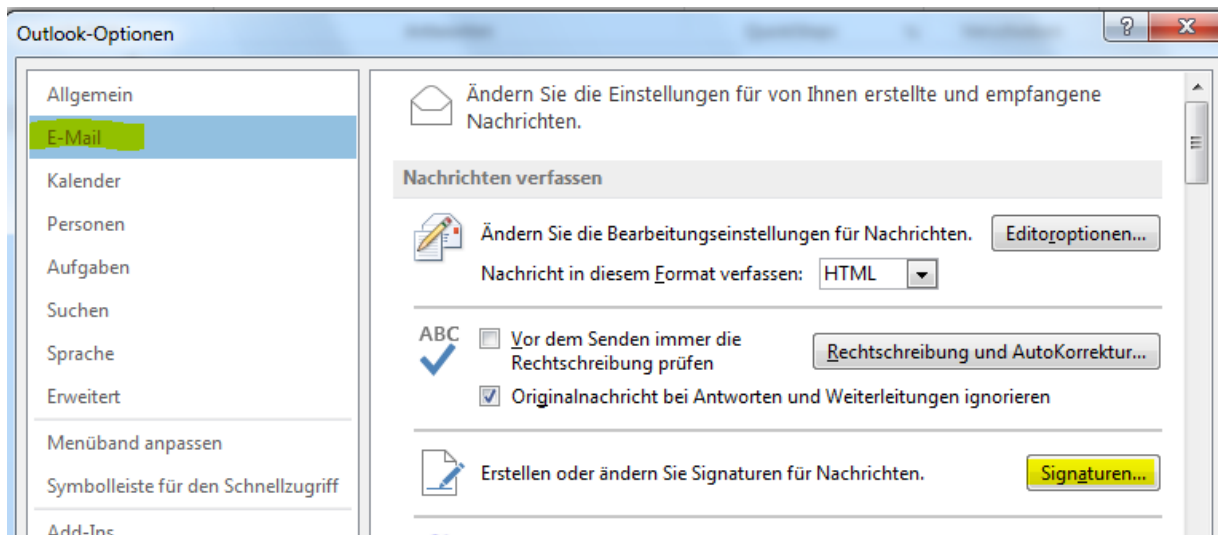 Outlook-Optionen
?
X
Allgemein
E-Mail
Kalender
Personen
Aufgaben
Suchen
Sprache
Erweitert
Menüband anpassen
Symbolleiste für den Schnellzugriff
Add-Ins
Ändern Sie die Einstellungen für von Ihnen erstellte und empfangene
Nachrichten.
Nachrichten verfassen
Ändern Sie die Bearbeitungseinstellungen für Nachrichten. Editoroptionen...
Nachricht in diesem Format verfassen: HTML
ABC
Vor dem Senden immer die
Rechtschreibung prüfen
Rechtschreibung und AutoKorrektur...
Originalnachricht bei Antworten und Weiterleitungen ignorieren
Erstellen oder ändern Sie Signaturen für Nachrichten. Signaturen...